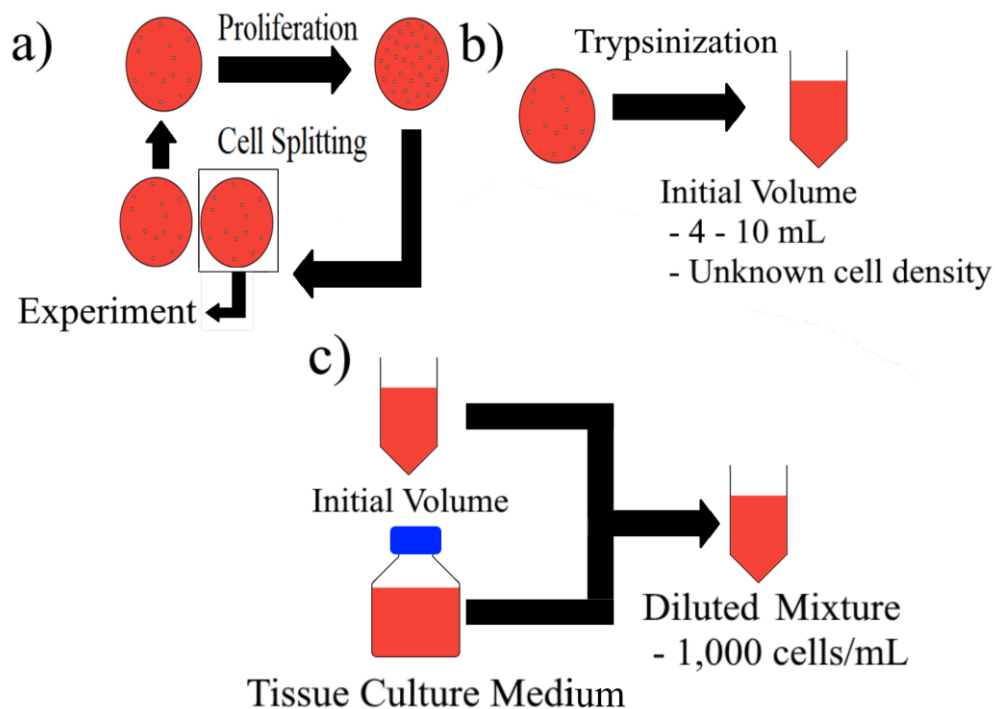 a)
Proliferation
Cell Splitting
Experiment
b)
Trypsinization
Initial Volume
- 4 - 10 mL
- Unknown cell density
c)
Initial Volume
Tissue Culture Medium
Diluted Mixture
- 1,000 cells/mL